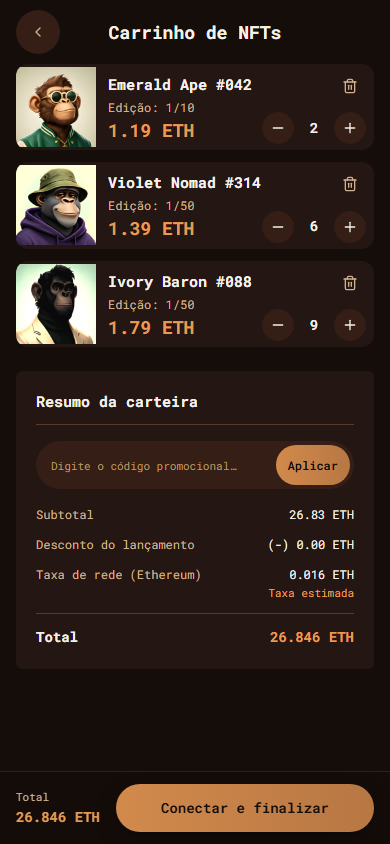 Carrinho de NFTs
Emerald Ape #042
Edição: 1/10
1.19 ETH
2
Violet Nomad #314
Edição: 1/50
1.39 ETH
6
Ivory Baron #088
Edição: 1/50
1.79 ETH
9
Resumo da carteira
Digite o código promocional…
Aplicar
Subtotal 26.83 ETH
Desconto do lançamento (-) 0.00 ETH
Taxa de rede (Ethereum) 0.016 ETH
Taxa estimada
Total 26.846 ETH
Total
26.846 ETH
Conectar e finalizar